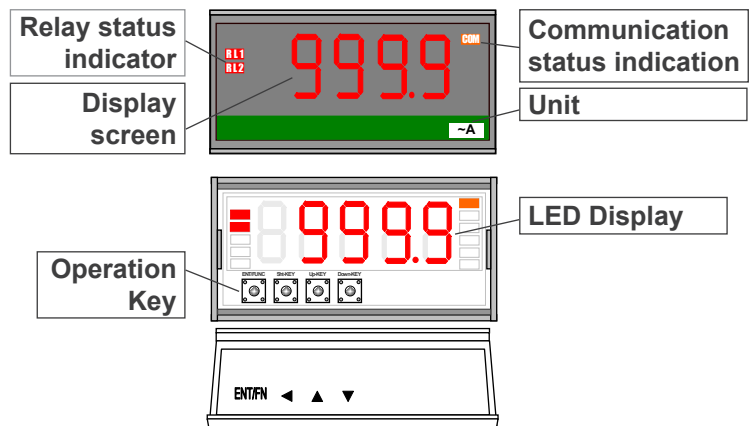 Relay status
indicator
Display
screen
RL1
RL2
999.9
COM
~A
Communication
status indication
Unit
999.9
LED Display
Operation
Key
ENT/FUNC Shi-KEY Up-KEY DownKEY
ENT/FN ◄ ▲ ▼